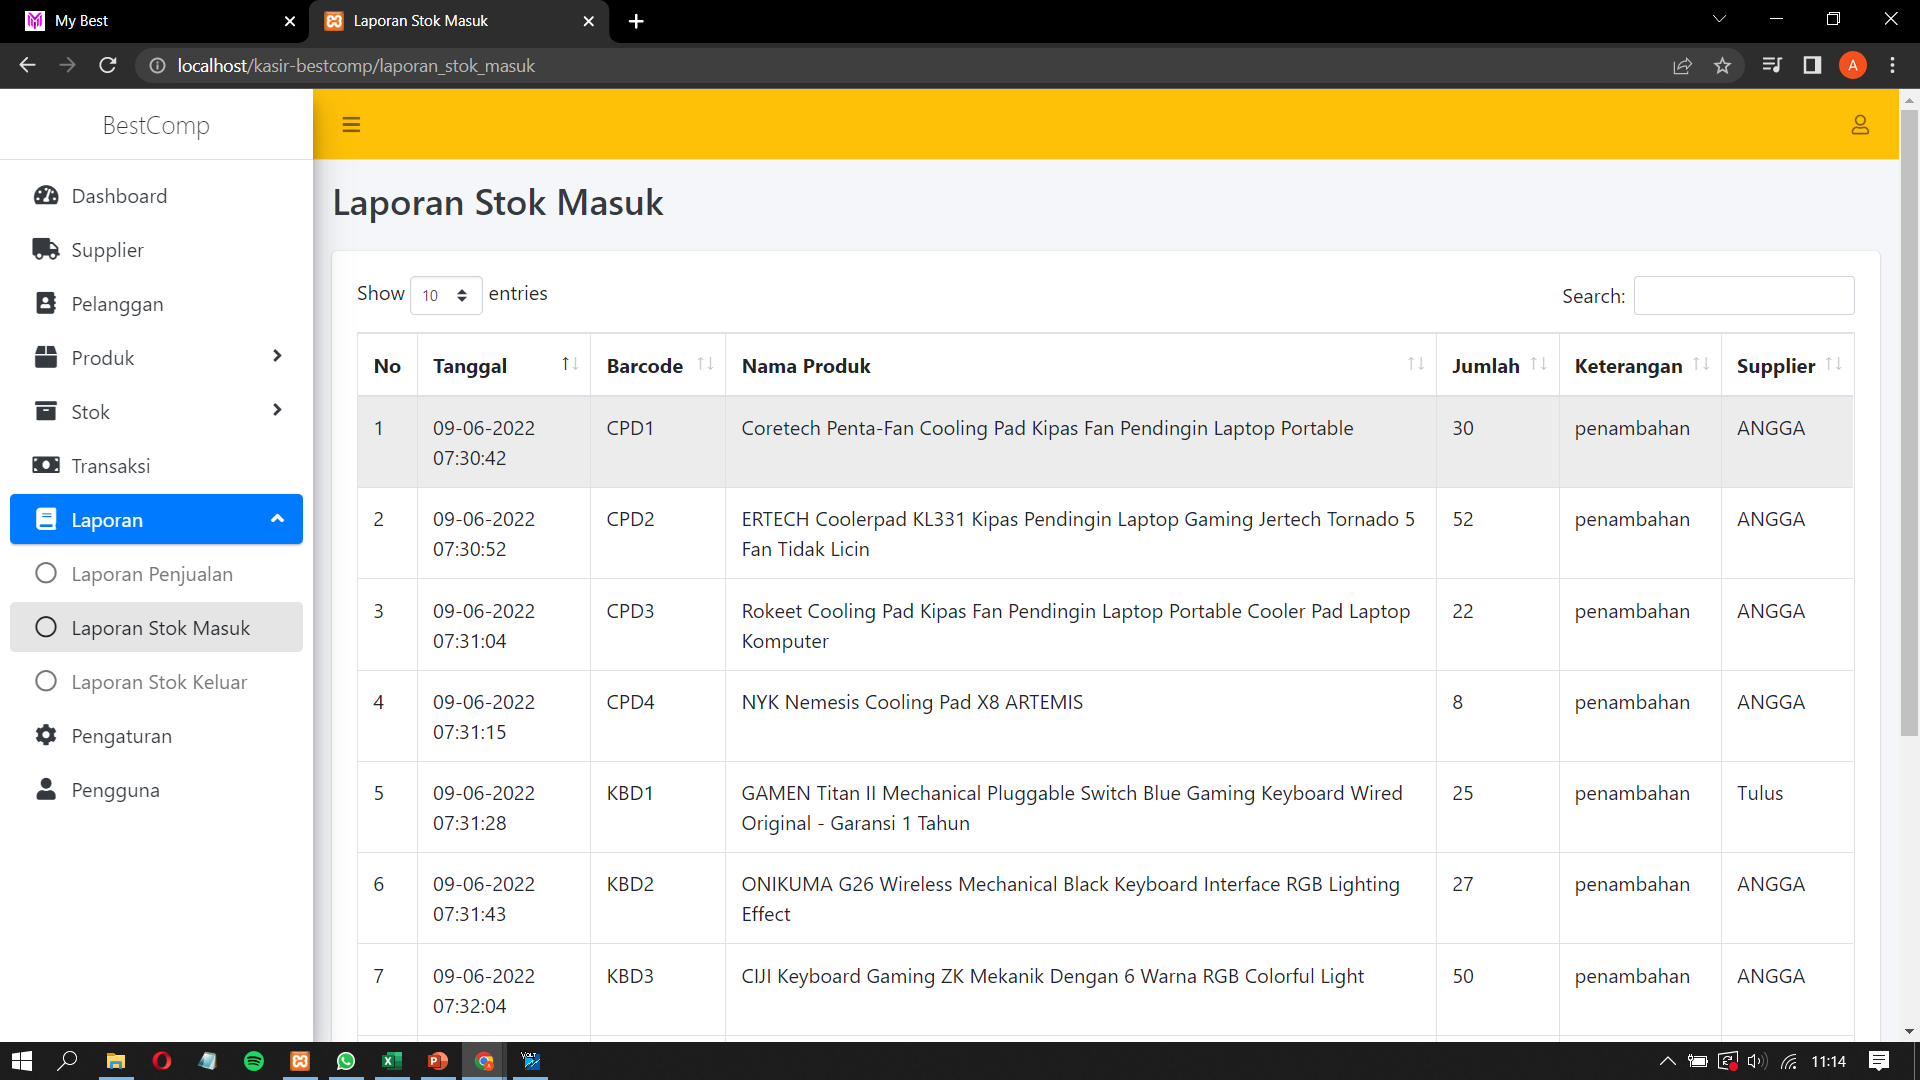 My Best
Laporan Stok Masuk
localhost/kasir-bestcomp/laporan_stok_masuk
A
BestComp
Dashboard
Supplier
Pelanggan
Produk
Stok
Transaksi
Laporan
Laporan Penjualan
Laporan Stok Masuk
Laporan Stok Keluar
Pengaturan
Pengguna
Laporan Stok Masuk
Show 10 entries
Search:
No Tanggal Barcode Nama Produk Jumlah Keterangan Supplier
1 09-06-2022 CPD1 Coretech Penta-Fan Cooling Pad Kipas Fan Pendingin Laptop Portable 30 penambahan ANGGA
07:30:42
2 09-06-2022 CPD2 ERTECH Coolerpad KL331 Kipas Pendingin Laptop Gaming Jertech Tornado 5 52 penambahan ANGGA
07:30:52 Fan Tidak Licin
3 09-06-2022 CPD3 Rokeet Cooling Pad Kipas Fan Pendingin Laptop Portable Cooler Pad Laptop 22 penambahan ANGGA
07:31:04 Komputer
4 09-06-2022 CPD4 NYK Nemesis Cooling Pad X8 ARTEMIS 8 penambahan ANGGA
07:31:15
5 09-06-2022 KBD1 GAMEN Titan II Mechanical Pluggable Switch Blue Gaming Keyboard Wired 25 penambahan Tulus
07:31:28 Original - Garansi 1 Tahun
6 09-06-2022 KBD2 ONIKUMA G26 Wireless Mechanical Black Keyboard Interface RGB Lighting 27 penambahan ANGGA
07:31:43 Effect
7 09-06-2022 KBD3 CIJI Keyboard Gaming ZK Mekanik Dengan 6 Warna RGB Colorful Light 50 penambahan ANGGA
07:32:04
11:14